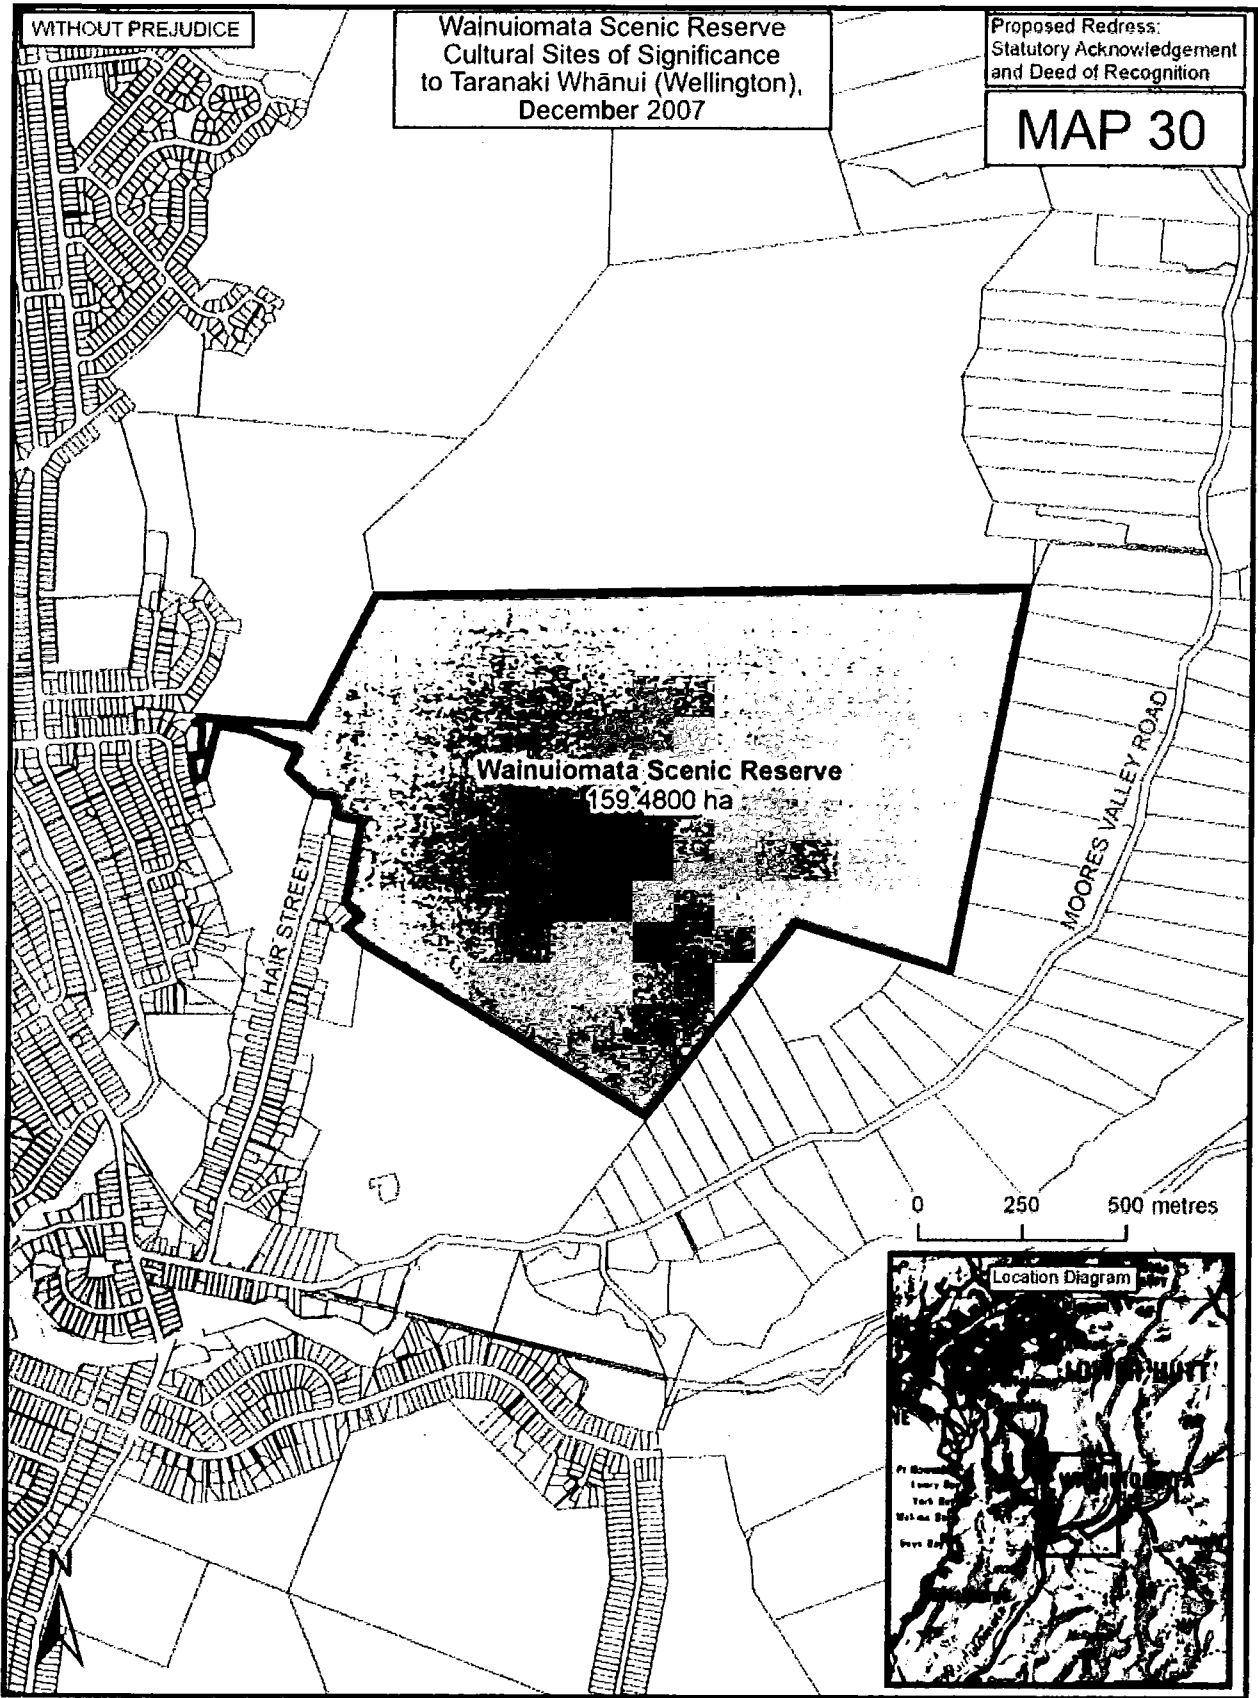 WITHOUT PREJUDICE
Wainuiomata Scenic Reserve
Cultural Sites of Significance
to Taranaki Whānui (Wellington),
December 2007
Proposed Redress:
Statutory Acknowledgement
and Deed of Recognition
MAP 30
Wainuiomata Scenic Reserve
159.4800 ha
MOORES VALLEY ROAD
HAIR STREET
0 250 500 metres
Location Diagram
LOWER HUTT
WAINUIOMATA
N